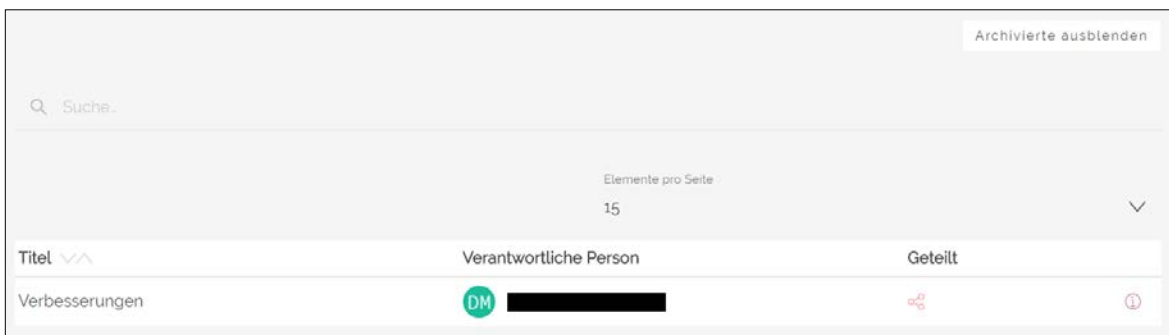 Archivierte ausblenden
Suche...
Elemente pro Seite
15
Titel Verantwortliche Person Geteilt
Verbesserungen DM